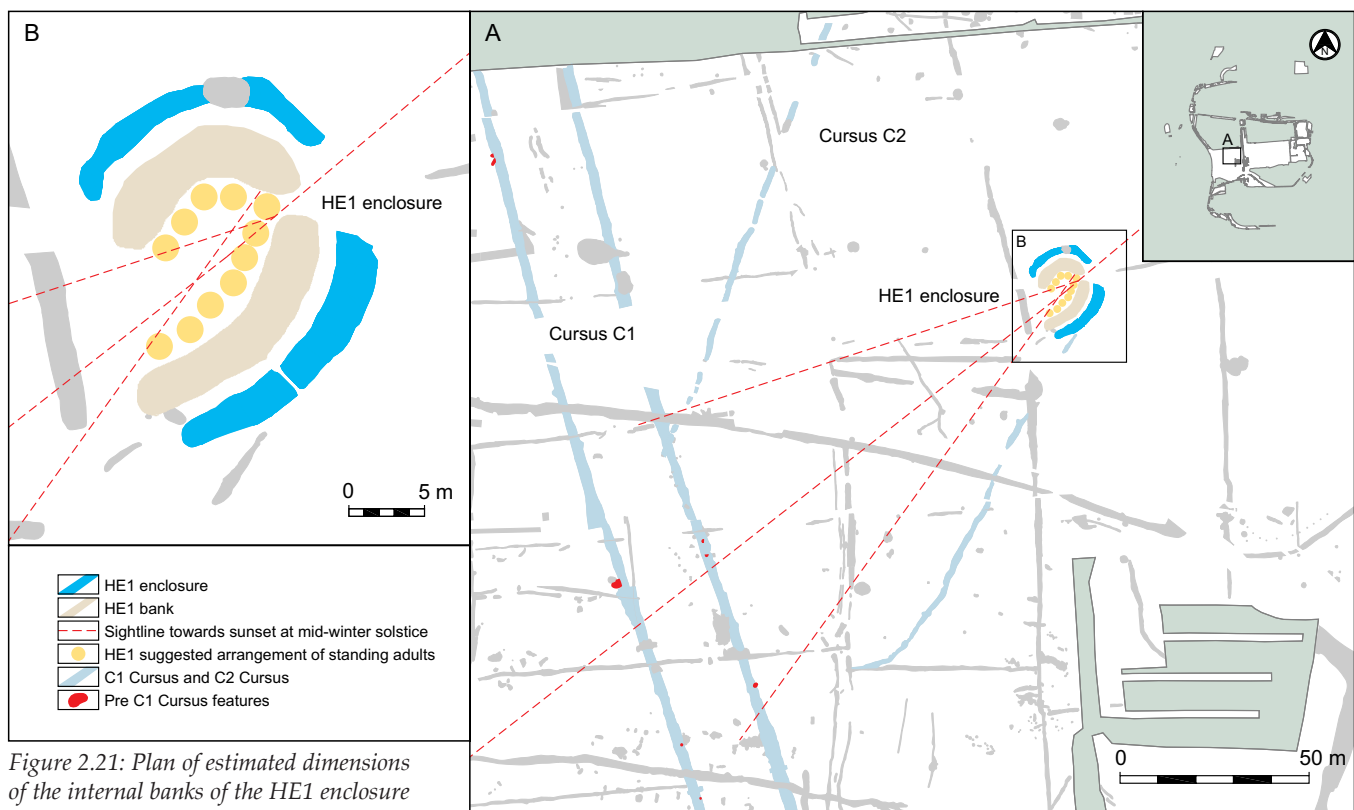 B
HE1 enclosure
0
5 m
HE1 enclosure
HE1 bank
Sightline towards sunset at mid-winter solstice
HE1 suggested arrangement of standing adults
C1 Cursus and C2 Cursus
Pre C1 Cursus features
Figure 2.21: Plan of estimated dimensions
of the internal banks of the HE1 enclosure
A
Cursus C2
B
HE1 enclosure
Cursus C1
N
A
0
50 m